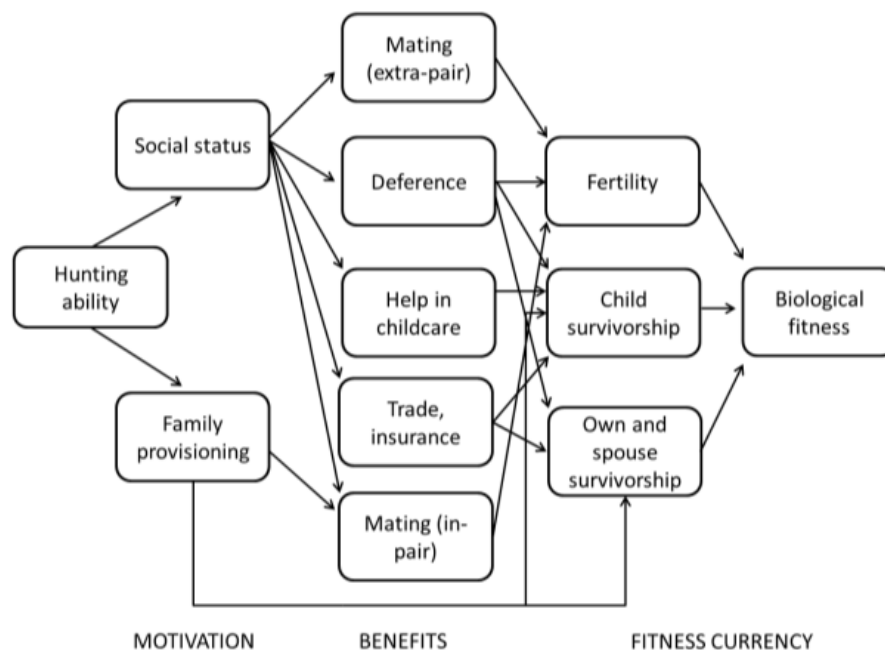 Mating
(extra-pair)
Social status
Deference
Fertility
Hunting
ability
Help in
childcare
Child
survivorship
Biological
fitness
Family
provisioning
Trade,
insurance
Own and
spouse
survivorship
Mating (in-
pair)
MOTIVATION
BENEFITS
FITNESS CURRENCY